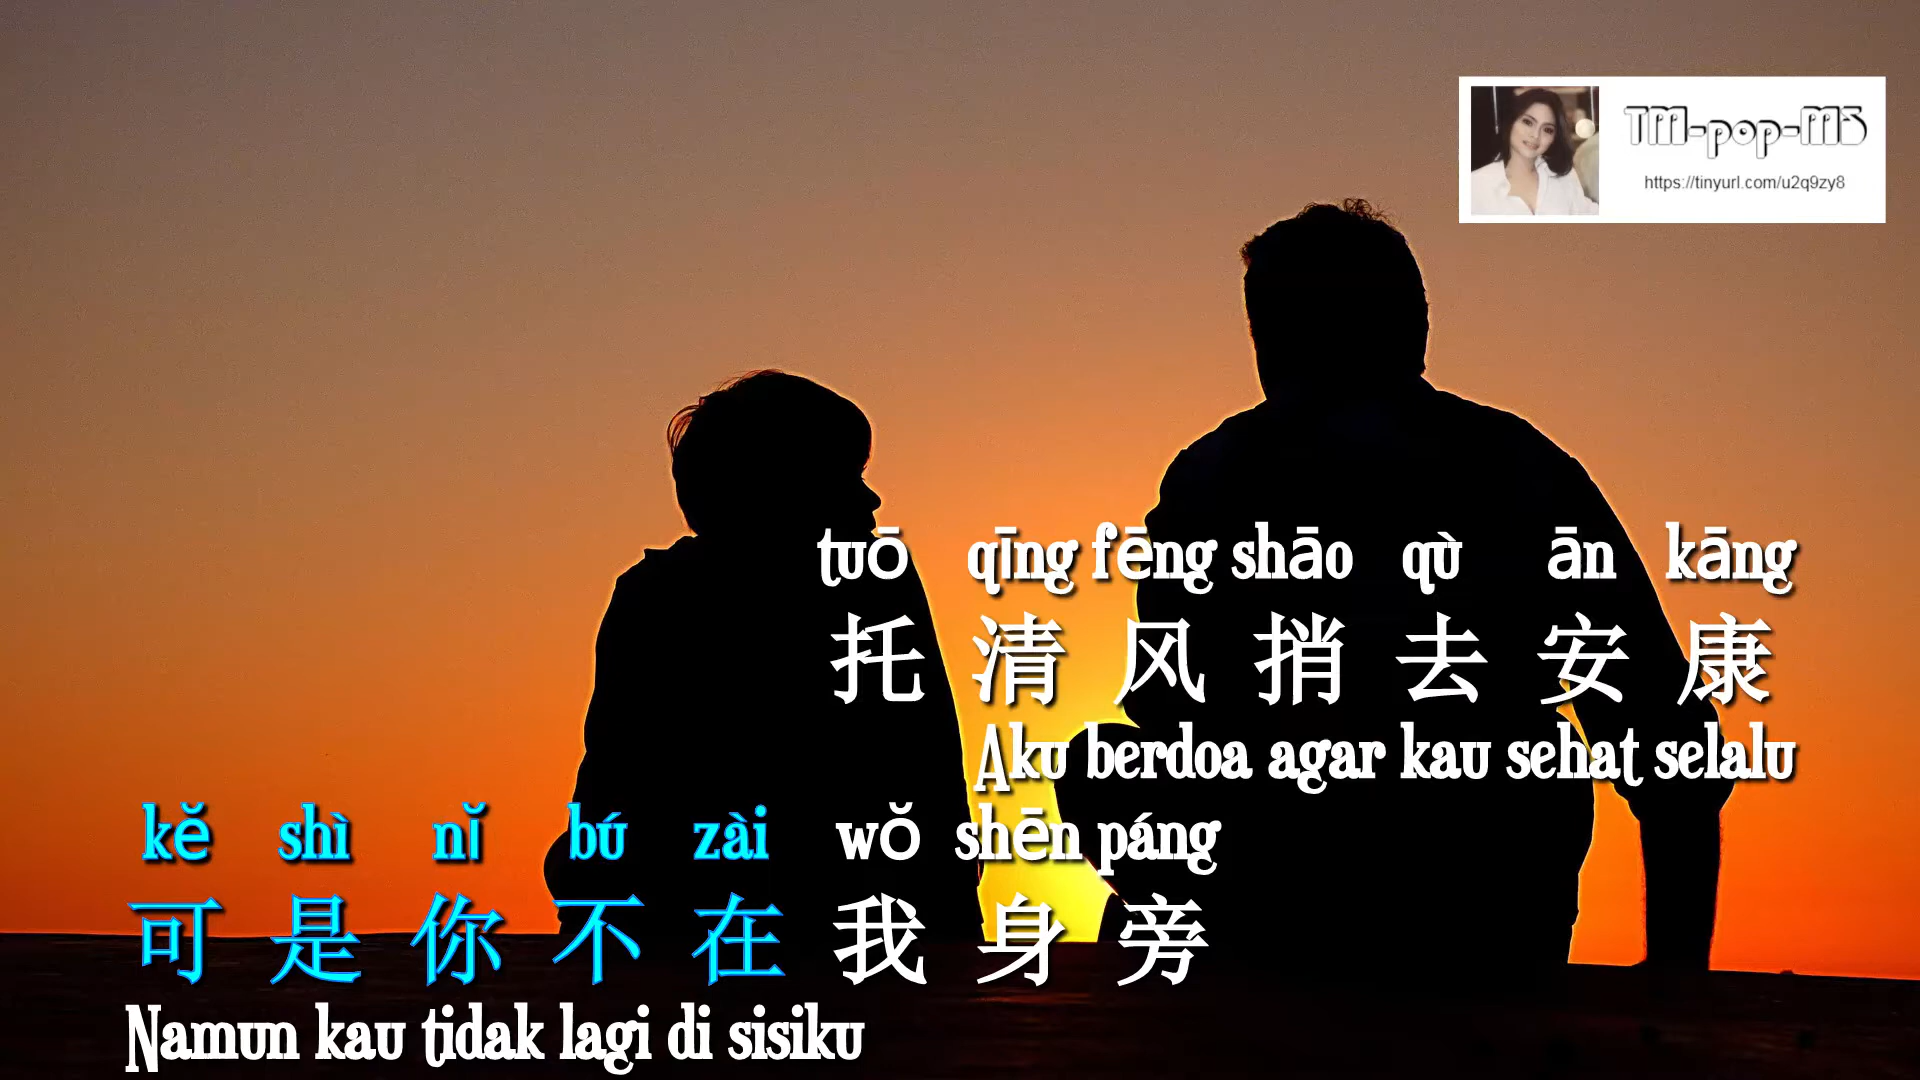 TM-pop-M3
https://tinyurl.com/u2q9zy8
tuō qīng fēng shāo qù ān kāng
托清风捎去安康
Aku berdoa agar kau sehat selalu
kě shì nǐ bú zài wǒ shēn páng
可是你不在我身旁
Namun kau tidak lagi di sisiku